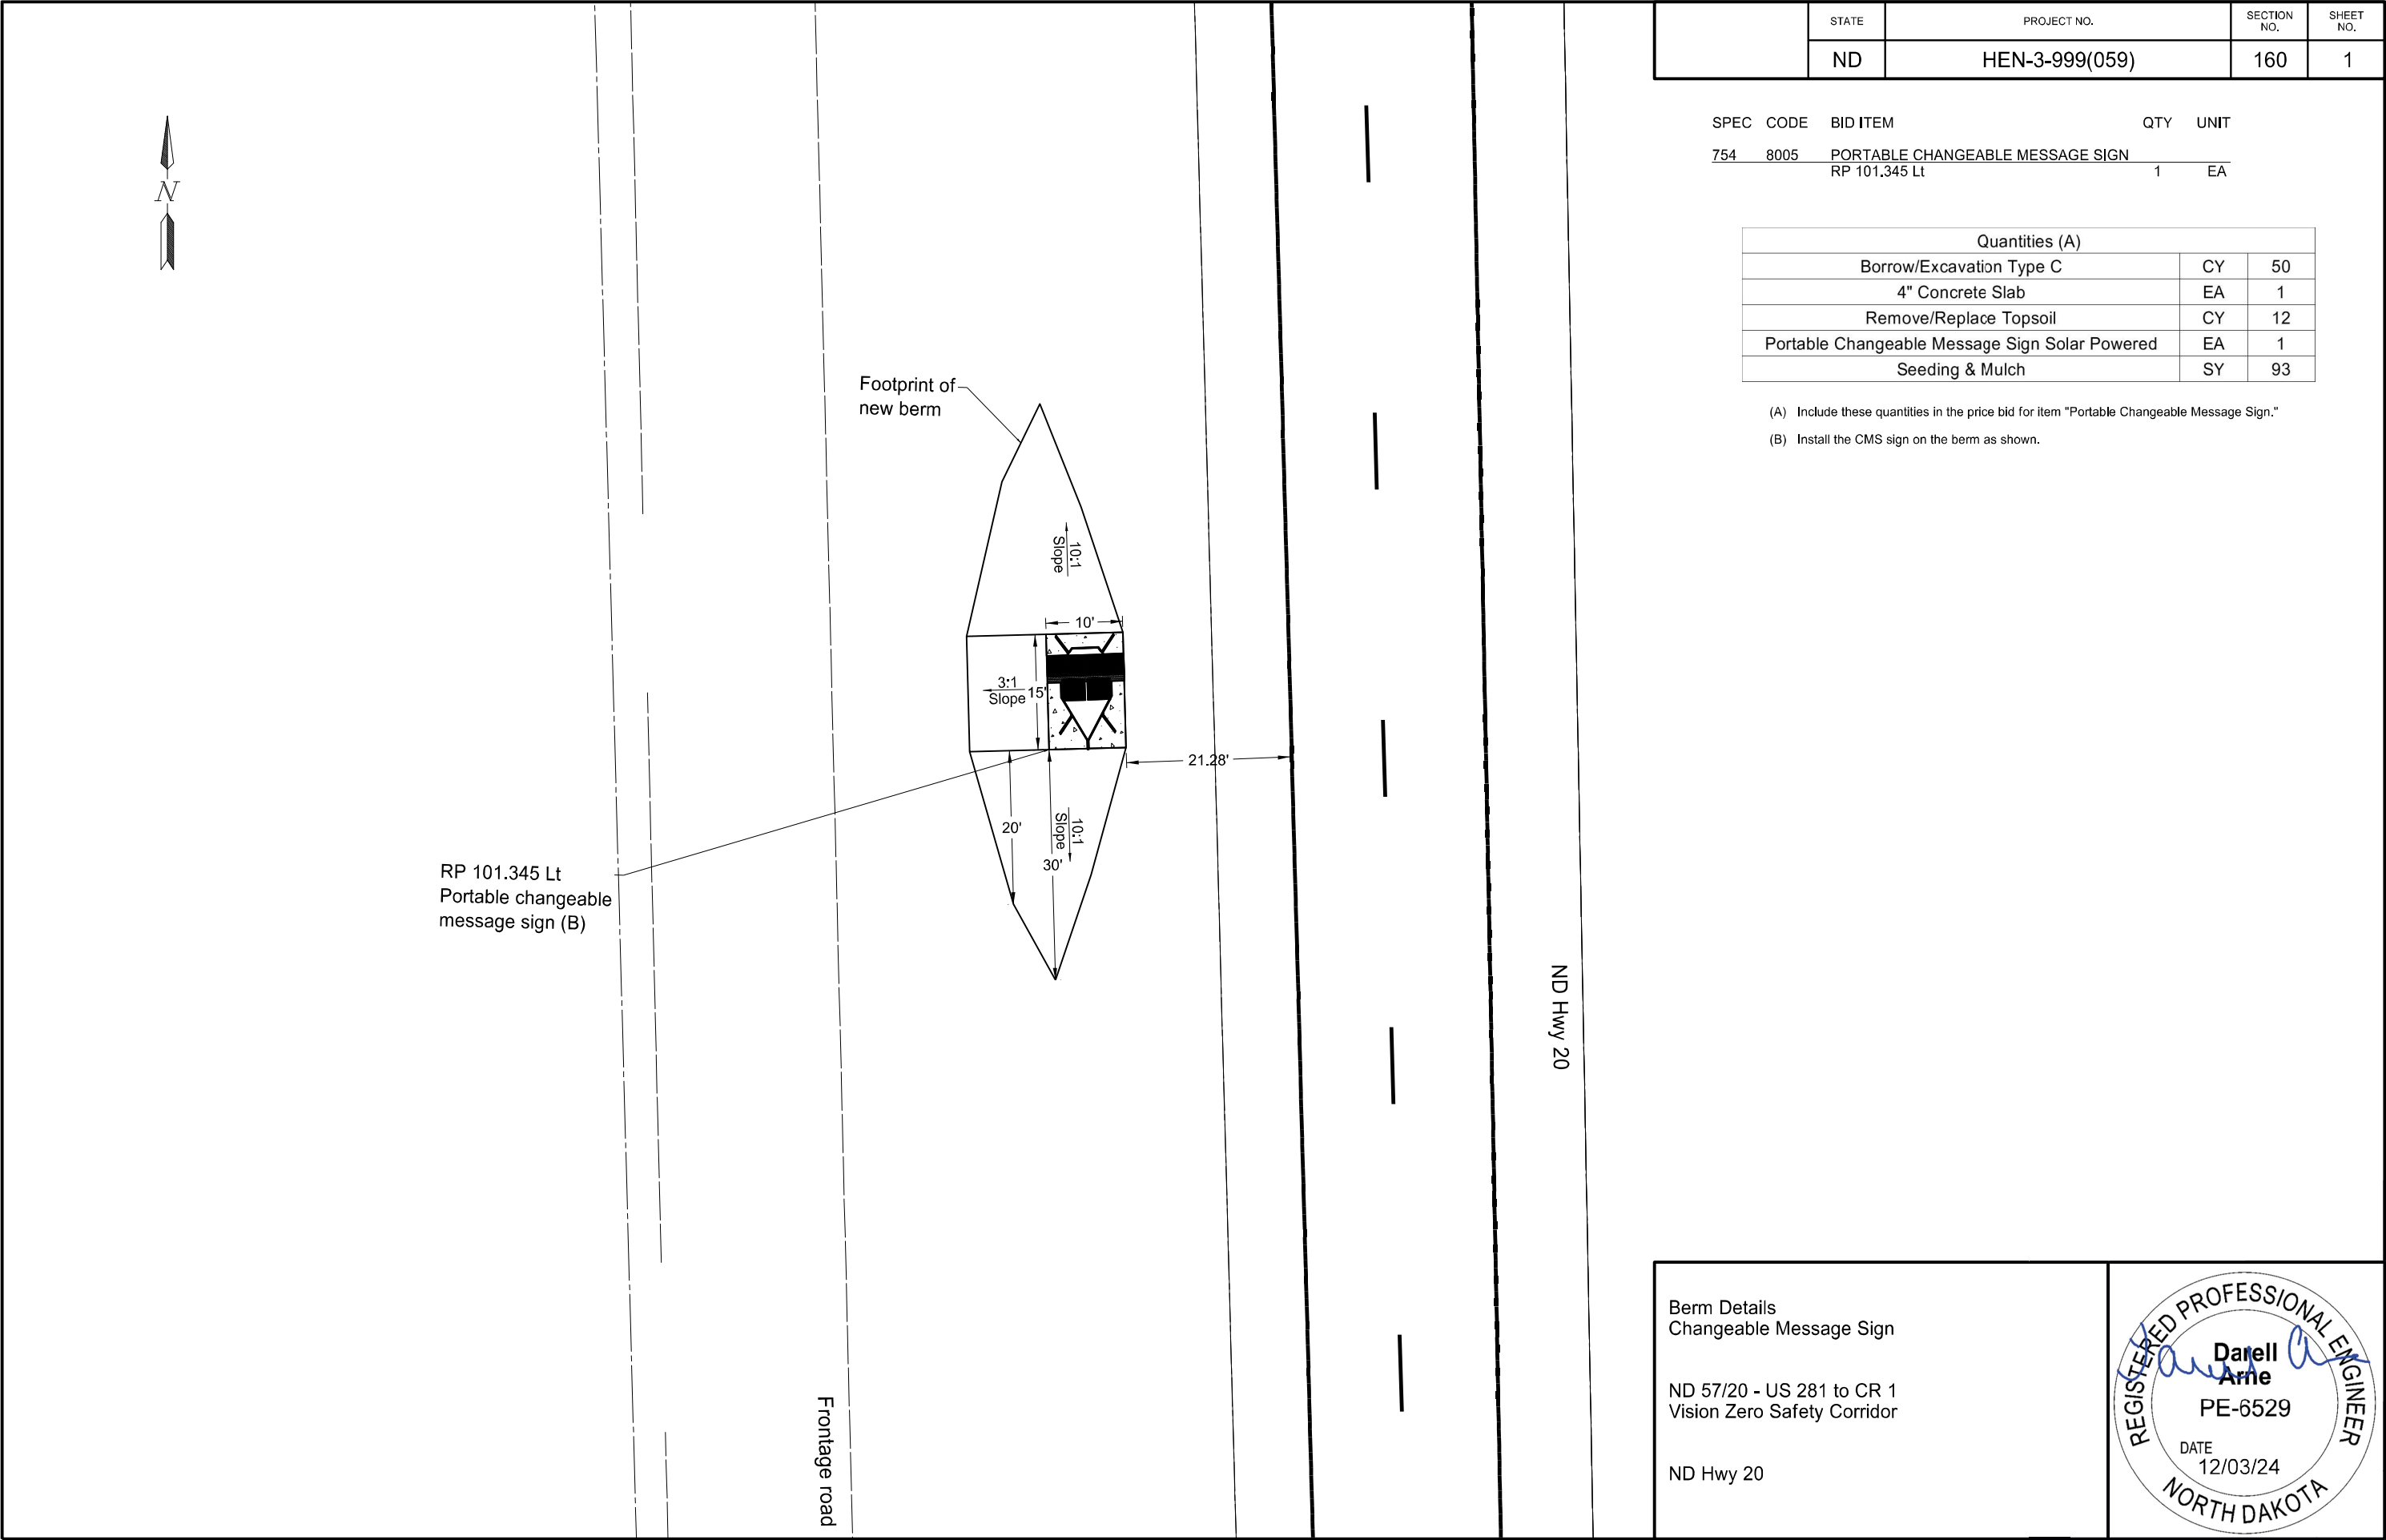 STATE
PROJECT NO.
SECTION
NO.
SHEET
NO.
ND
HEN-3-999(059)
160
1
SPEC CODE BID ITEM QTY UNIT
754 8005 PORTABLE CHANGEABLE MESSAGE SIGN
RP 101.345 Lt 1 EA
Quantities (A)
Borrow/Excavation Type C CY 50
4" Concrete Slab EA 1
Remove/Replace Topsoil CY 12
Portable Changeable Message Sign Solar Powered EA 1
Seeding & Mulch SY 93
(A) Include these quantities in the price bid for item "Portable Changeable Message Sign."
(B) Install the CMS sign on the berm as shown.
N
Footprint of
new berm
10:1
Slope
10'
3:1
Slope
15'
21.28'
20'
10:1
Slope
30'
RP 101.345 Lt
Portable changeable
message sign (B)
ND Hwy 20
Frontage road
Berm Details
Changeable Message Sign
ND 57/20 - US 281 to CR 1
Vision Zero Safety Corridor
ND Hwy 20
REGISTERED PROFESSIONAL ENGINEER
Darell
Arne
PE-6529
DATE
12/03/24
NORTH DAKOTA